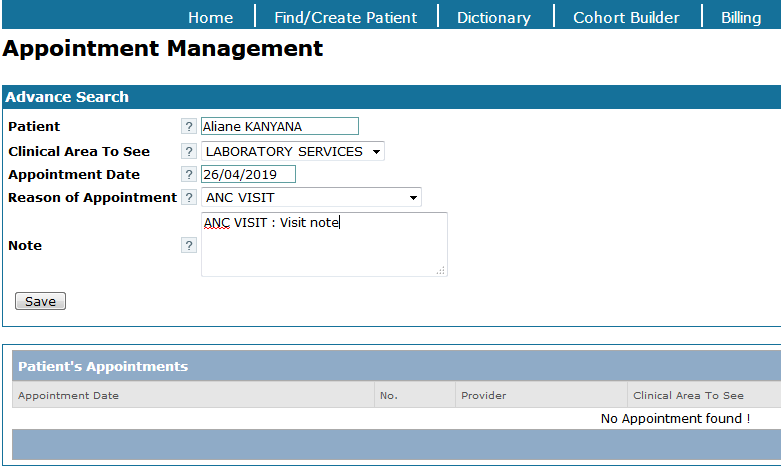 Home Find/Create Patient Dictionary Cohort Builder Billing
Appointment Management
Advance Search
Patient ? Aliane KANYANA
Clinical Area To See ? LABORATORY SERVICES
Appointment Date ? 26/04/2019
Reason of Appointment ? ANC VISIT
ANC VISIT : Visit note
Note ?
Save
Patient's Appointments
Appointment Date No. Provider Clinical Area To See
No Appointment found !